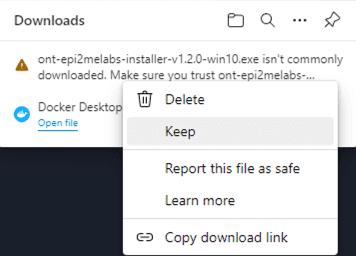 Downloads
ont-epi2melabs-installer-v1.2.0-win10.exe isn't commonly
downloaded. Make sure you trust ont-epi2melabs-...
Docker Desktop
Open file
Delete
Keep
Report this file as safe
Learn more
Copy download link